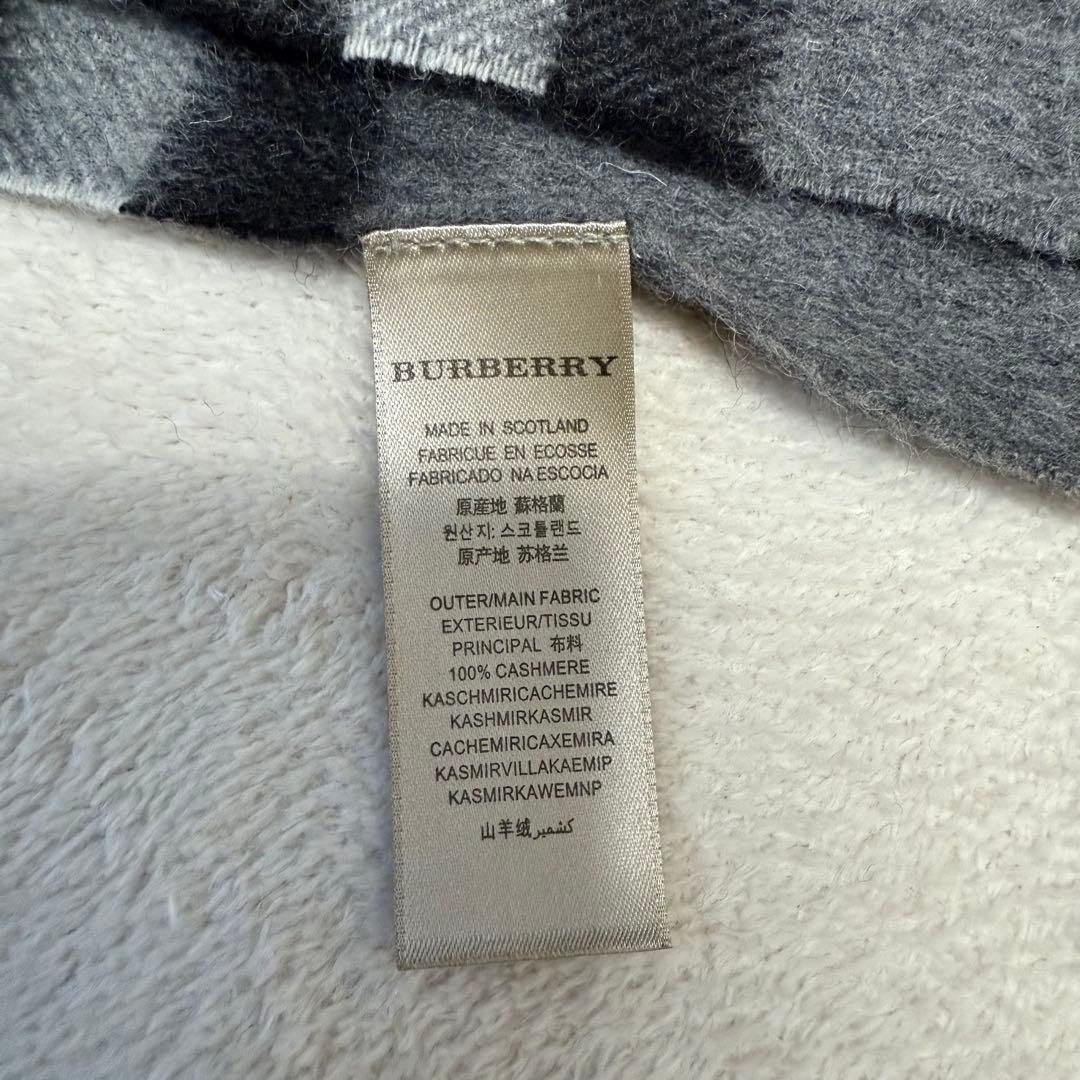 BURBERRY
MADE IN SCOTLAND
FABRIQUE EN ECOSSE
FABRICADO NA ESCOCIA
原産地 蘇格蘭
원산지: 스코틀랜드
原产地 苏格兰
OUTER/MAIN FABRIC
EXTERIEUR/TISSU
PRINCIPAL 布料
100% CASHMERE
KASCHMIRICACHEMIRE
KASHMIRKASMIR
CACHEMIRICAXEMIRA
KASMIRVILLAKAEMIP
KASMIRKAWEMNP
山羊绒كشمير